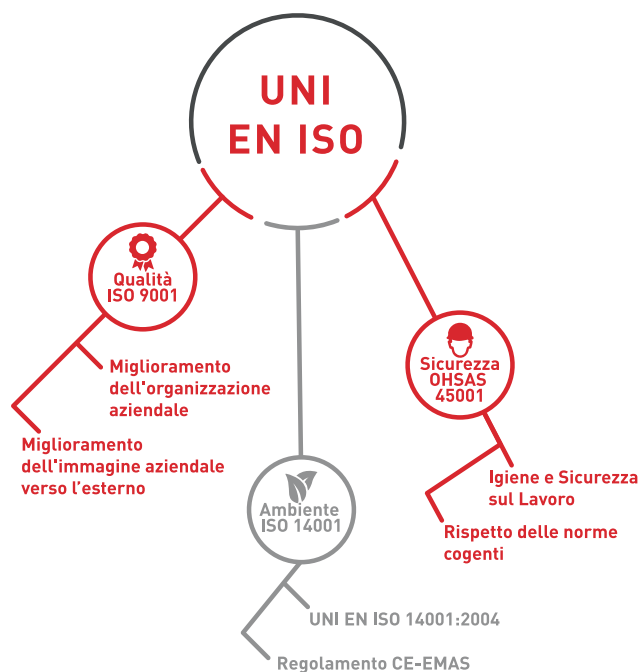 UNI
EN ISO
Qualità
ISO 9001
Miglioramento
dell'organizzazione
aziendale
Miglioramento
dell'immagine aziendale
verso l’esterno
Sicurezza
OHSAS
45001
Igiene e Sicurezza
sul Lavoro
Rispetto delle norme
cogenti
Ambiente
ISO 14001
UNI EN ISO 14001:2004
Regolamento CE-EMAS